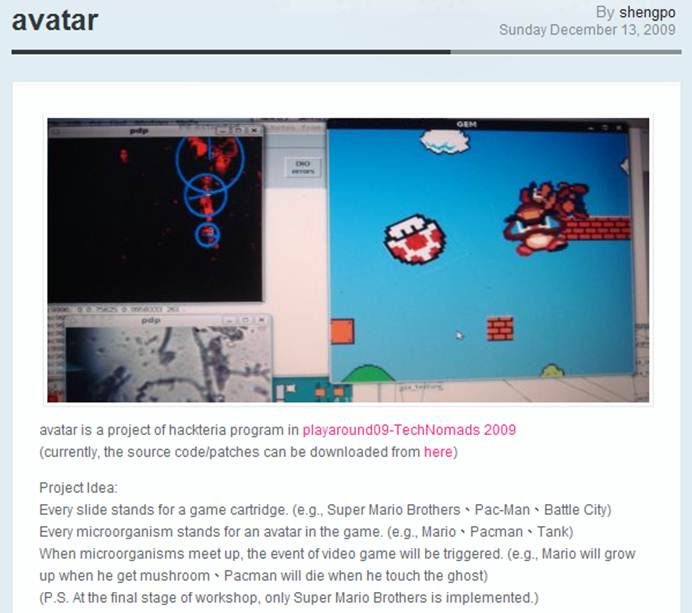 avatar
By shengpo
Sunday December 13, 2009
pdp
GEM
DIO
errors
pdp
pix_texture
avatar is a project of hackteria program in playaround09-TechNomads 2009
(currently, the source code/patches can be downloaded from here)
Project Idea:
Every slide stands for a game cartridge. (e.g., Super Mario Brothers、Pac-Man、Battle City)
Every microorganism stands for an avatar in the game. (e.g., Mario、Pacman、Tank)
When microorganisms meet up, the event of video game will be triggered. (e.g., Mario will grow
up when he get mushroom、Pacman will die when he touch the ghost)
(P.S. At the final stage of workshop, only Super Mario Brothers is implemented.)